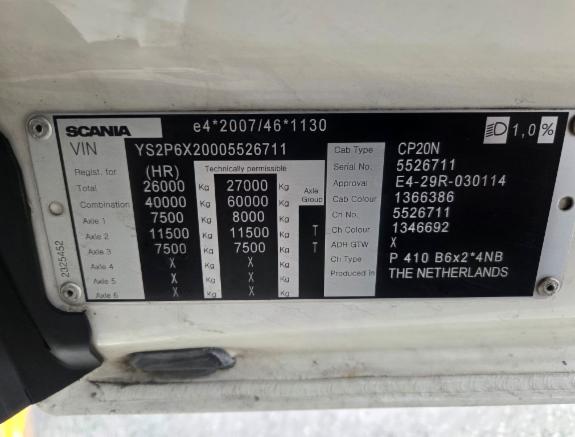 SCANIA e4*2007/46*1130 1,0%
VIN YS2P6X20005526711 Cab Type CP20N
Regist. for (HR) Technically permissible Serial No. 5526711
Total 26000 Kg 27000 Kg Axle Group Approval E4-29R-030114
Combination 40000 Kg 60000 Kg Cab Colour 1366386
Axle 1 7500 Kg 8000 Kg Cri No. 5526711
Axle 2 11500 Kg 11500 Kg T Ch Colour 1346692
Axle 3 7500 Kg 7500 Kg T ADR GTW X
Axle 4 X Kg X Kg Ch Type P 410 B6x2*4NB
Axle 5 X Kg X Kg Produced in THE NETHERLANDS
Axle 6 X Kg X Kg
2325452